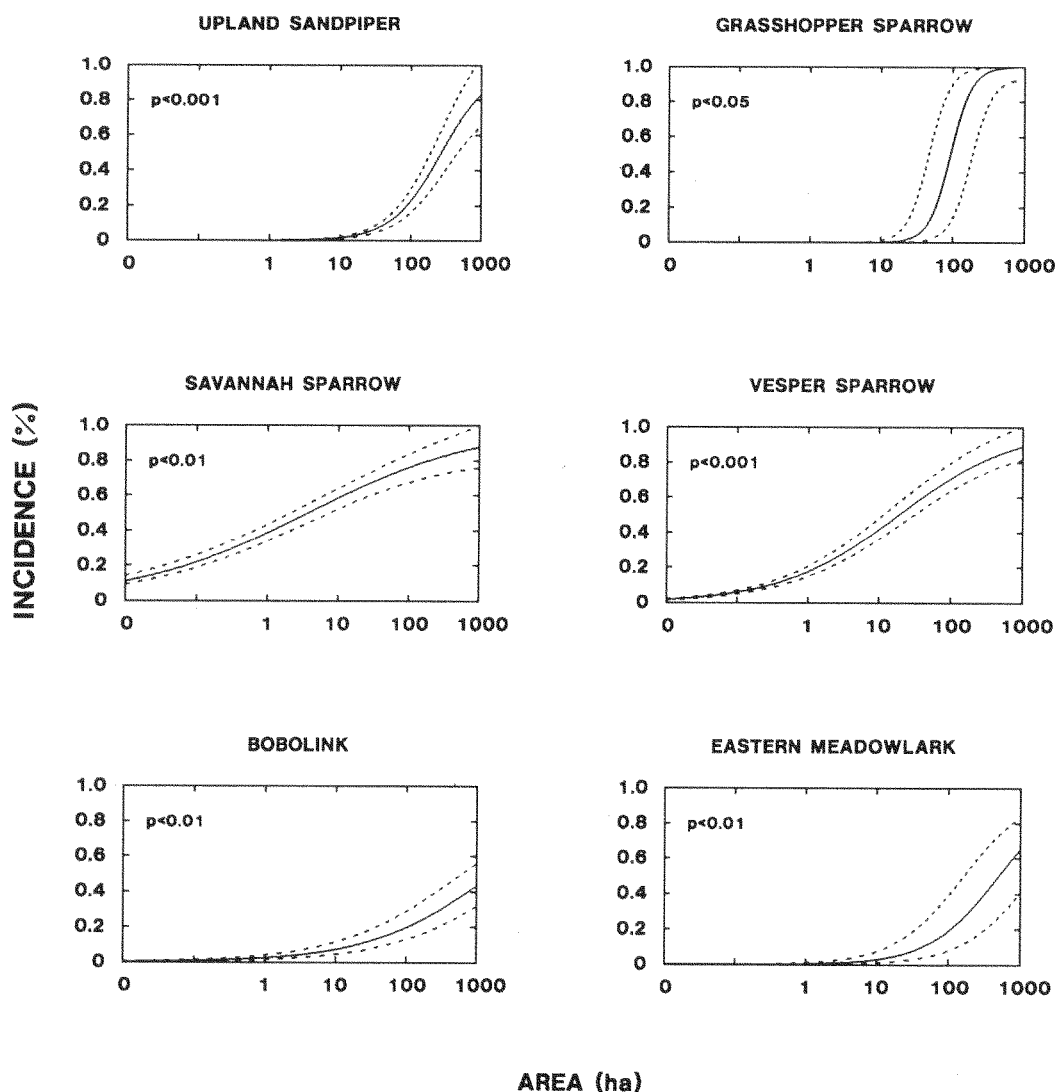 UPLAND SANDPIPER
1.0
p<0.001
0.8
0.6
0.4
0.2
0
0 1 10 100 1000
GRASSHOPPER SPARROW
1.0
p<0.05
0.8
0.6
0.4
0.2
0
0 1 10 100 1000
INCIDENCE (%)
SAVANNAH SPARROW
1.0
p<0.01
0.8
0.6
0.4
0.2
0
0 1 10 100 1000
VESPER SPARROW
1.0
p<0.001
0.8
0.6
0.4
0.2
0
0 1 10 100 1000
BOBOLINK
1.0
p<0.01
0.8
0.6
0.4
0.2
0
0 1 10 100 1000
EASTERN MEADOWLARK
1.0
p<0.01
0.8
0.6
0.4
0.2
0
0 1 10 100 1000
AREA (ha)